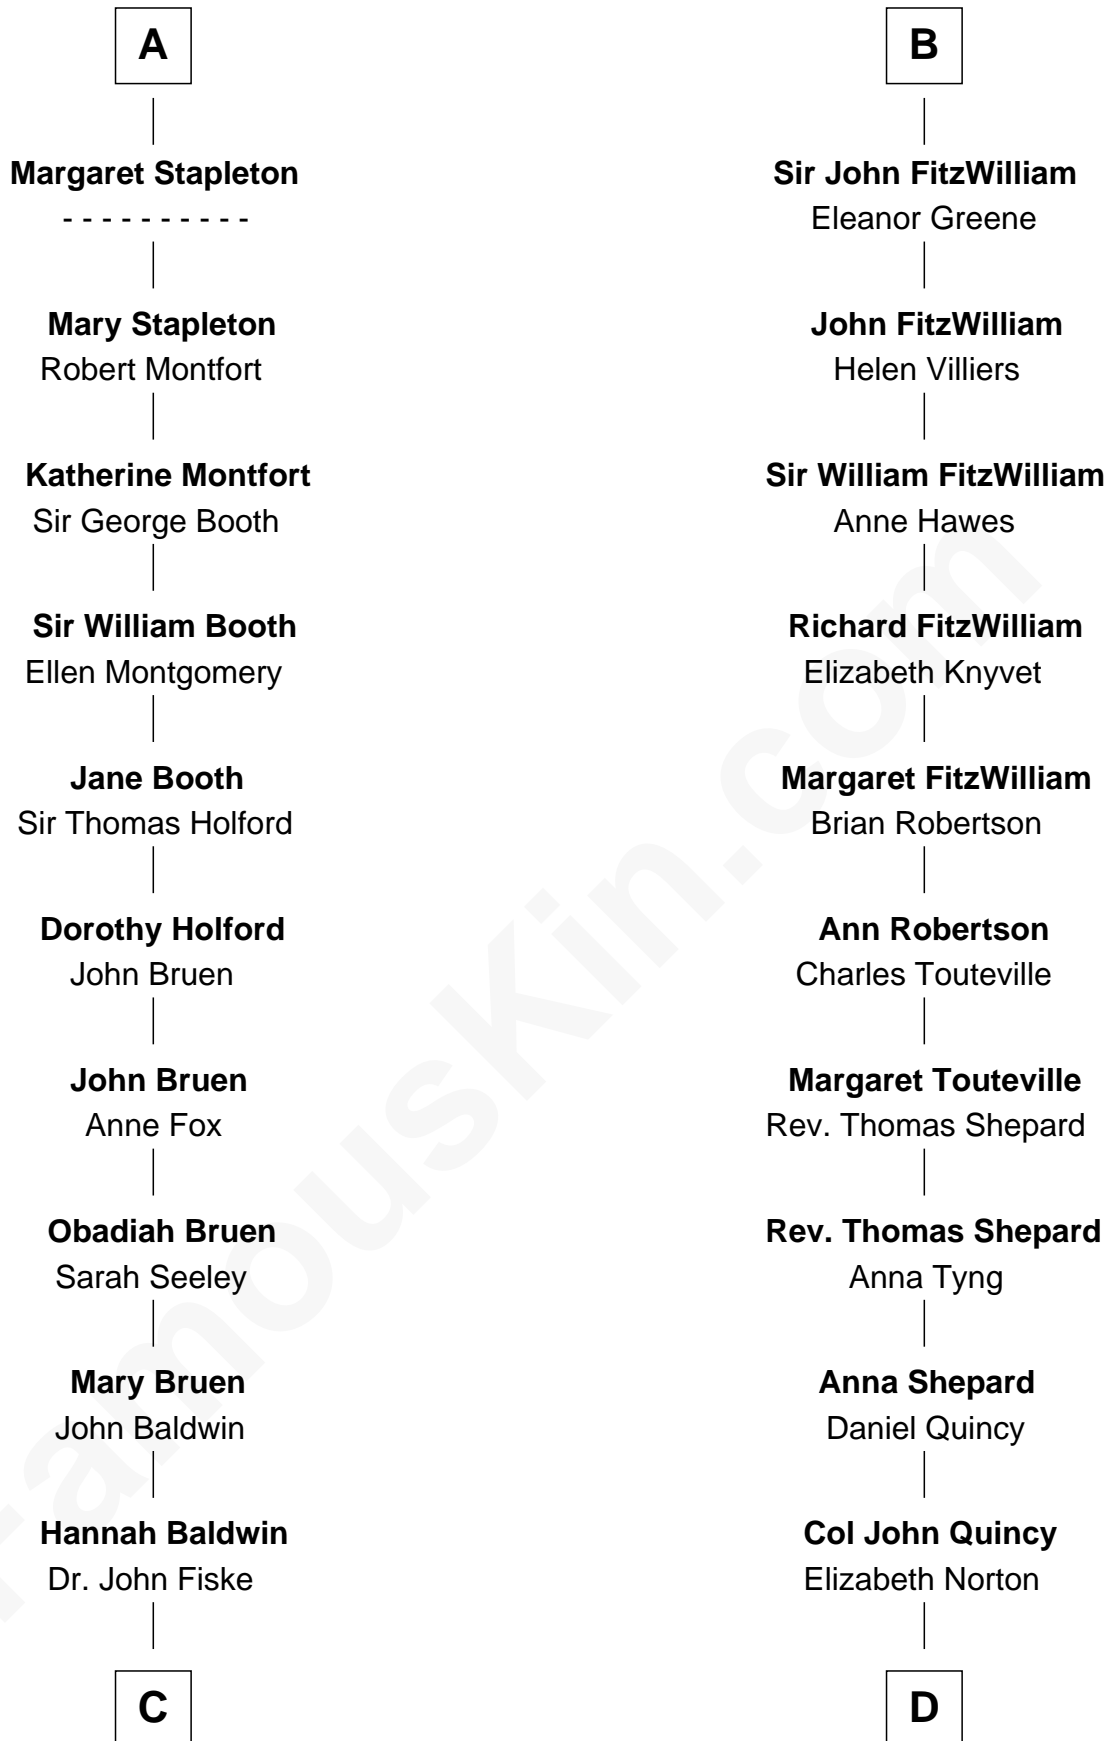 A
Margaret Stapleton
- - - - - - - - - -
Mary Stapleton
Robert Montfort
Katherine Montfort
Sir George Booth
Sir William Booth
Ellen Montgomery
Jane Booth
Sir Thomas Holford
Dorothy Holford
John Bruen
John Bruen
Anne Fox
Obadiah Bruen
Sarah Seeley
Mary Bruen
John Baldwin
Hannah Baldwin
Dr. John Fiske
C
B
Sir John FitzWilliam
Eleanor Greene
John FitzWilliam
Helen Villiers
Sir William FitzWilliam
Anne Hawes
Richard FitzWilliam
Elizabeth Knyvet
Margaret FitzWilliam
Brian Robertson
Ann Robertson
Charles Touteville
Margaret Touteville
Rev. Thomas Shepard
Rev. Thomas Shepard
Anna Tyng
Anna Shepard
Daniel Quincy
Col John Quincy
Elizabeth Norton
D
FamousKin.com